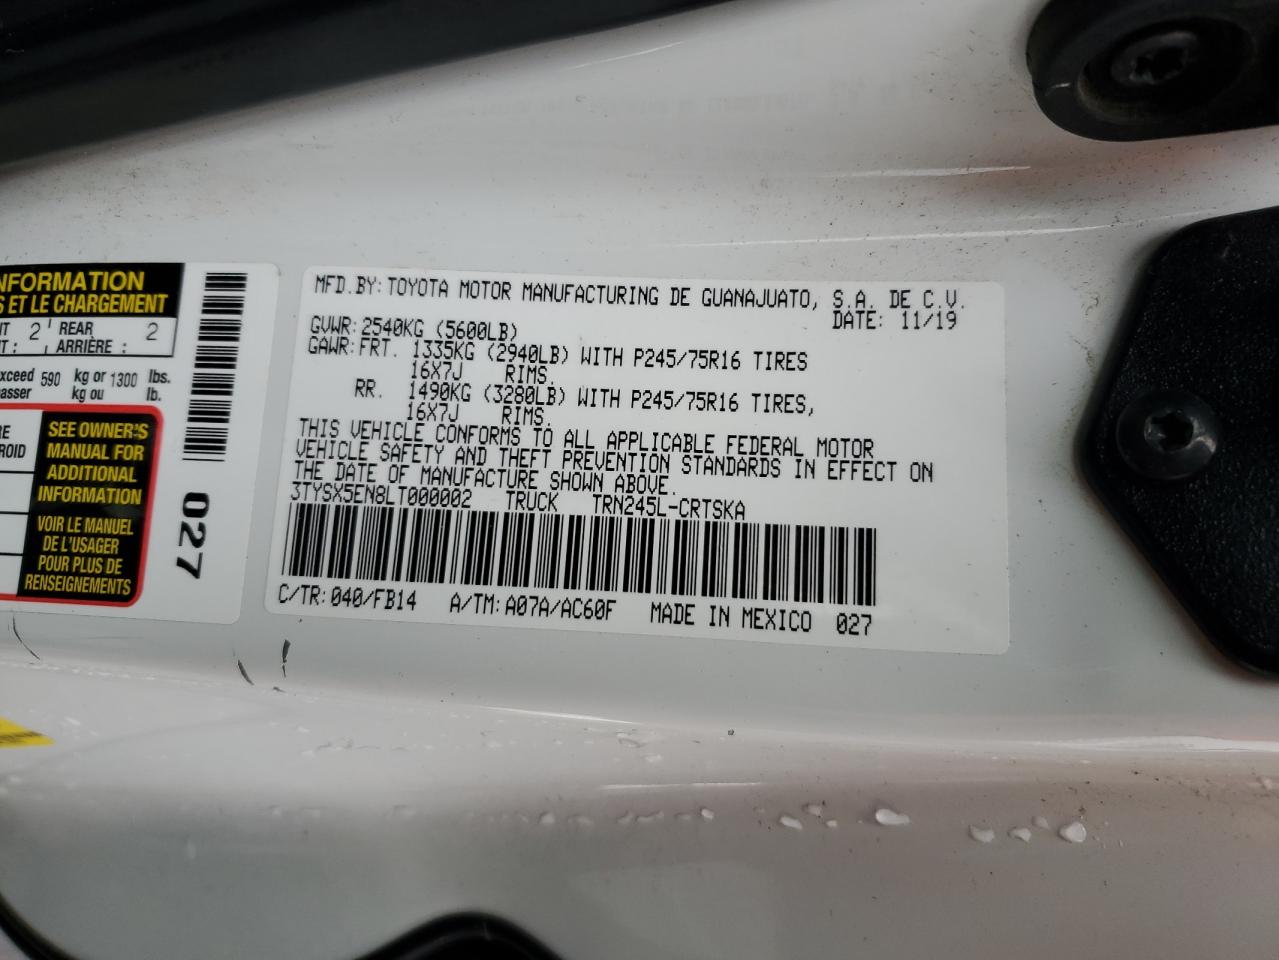 NFORMATION
S ET LE CHARGEMENT
2 REAR 2
ARRIÈRE :
590 kg or 1300 lbs.
kg ou lb.
SEE OWNER'S
MANUAL FOR
ADDITIONAL
INFORMATION
VOIR LE MANUEL
DE L'USAGER
POUR PLUS DE
RENSEIGNEMENTS
027
MFD. BY: TOYOTA MOTOR MANUFACTURING DE GUANAJUATO, S.A. DE C.V.
DATE: 11/19
GVWR: 2540KG (5600LB)
GAWR: FRT. 1335KG (2940LB) WITH P245/75R16 TIRES
16X7J RIMS.
RR. 1490KG (3280LB) WITH P245/75R16 TIRES,
16X7J RIMS.
THIS VEHICLE CONFORMS TO ALL APPLICABLE FEDERAL MOTOR
VEHICLE SAFETY AND THEFT PREVENTION STANDARDS IN EFFECT ON
THE DATE OF MANUFACTURE SHOWN ABOVE.
3TYSX5EN8LT000002 TRUCK TRN245L-CRTSKA
C/TR: 040/FB14 A/TM: A07A/AC60F MADE IN MEXICO 027